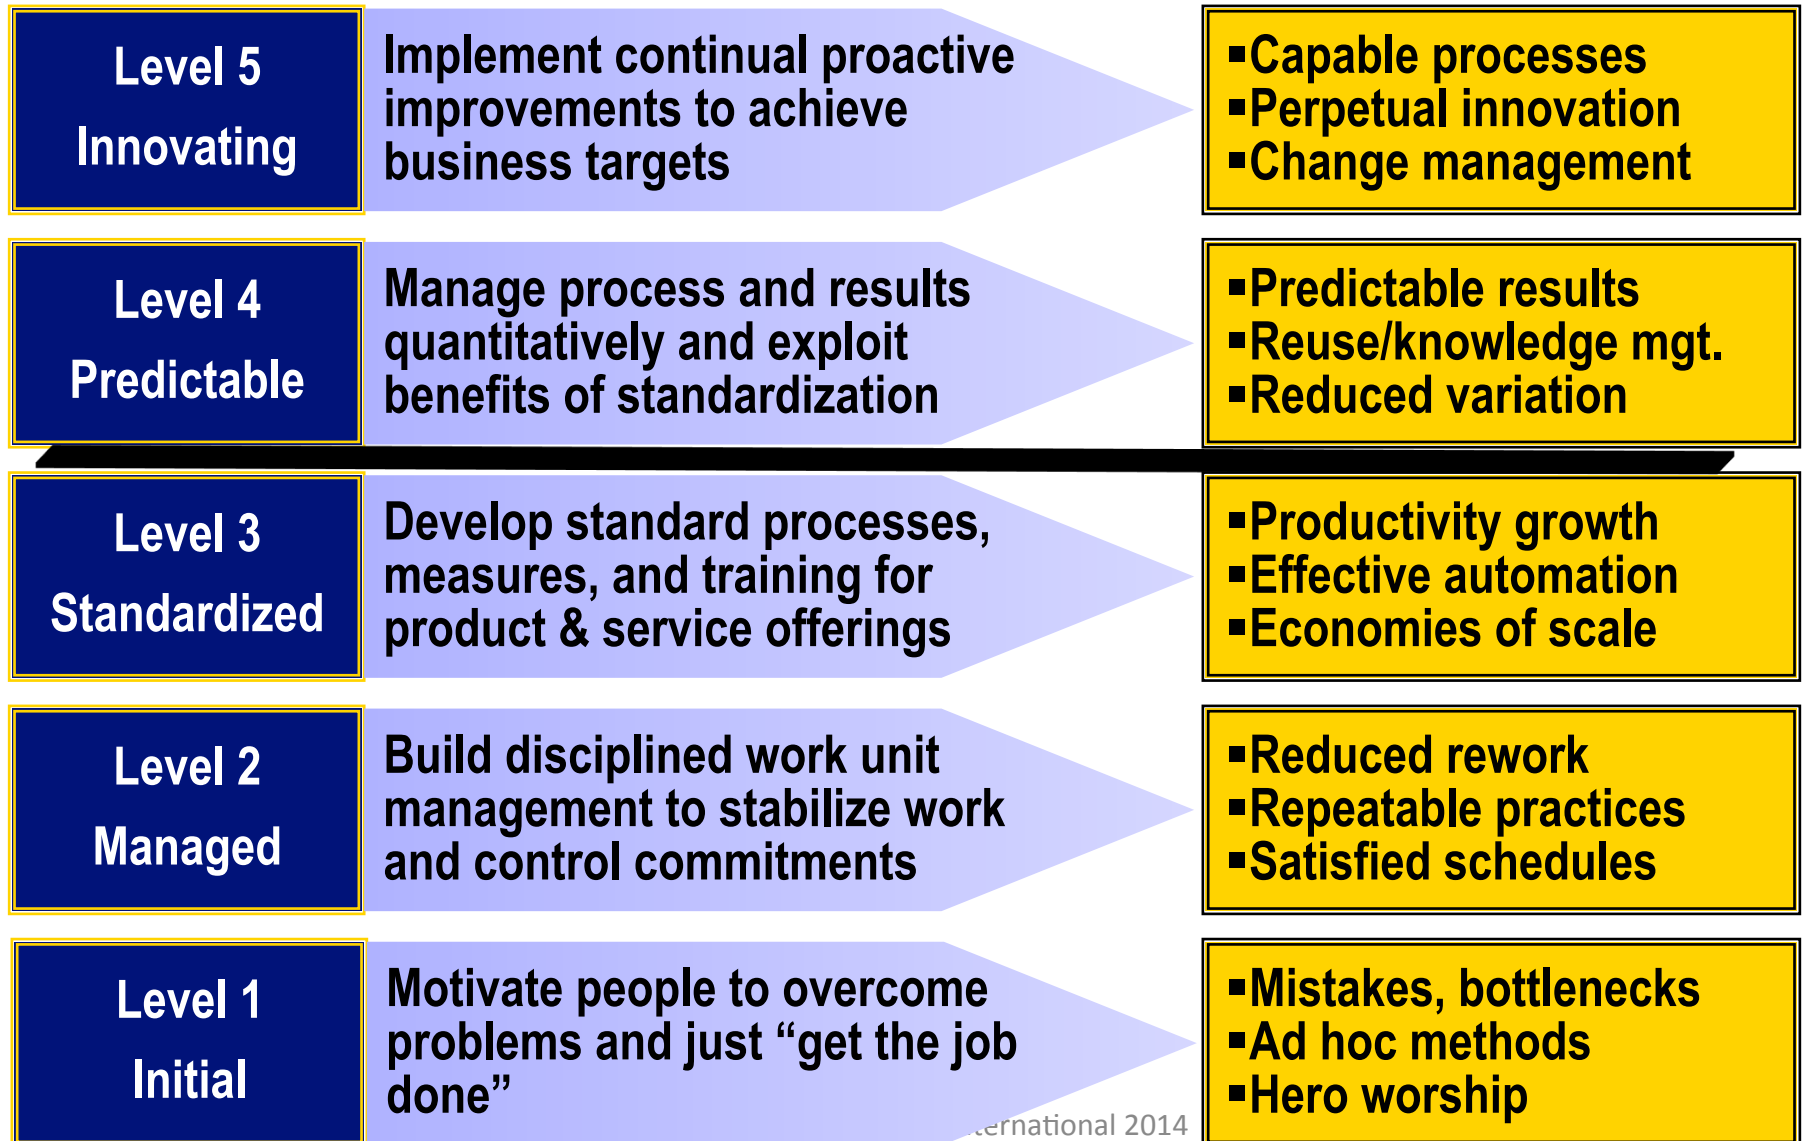 Level 5
Innovating
Implement continual proactive
improvements to achieve
business targets
▪Capable processes
▪Perpetual innovation
▪Change management
Level 4
Predictable
Manage process and results
quantitatively and exploit
benefits of standardization
▪Predictable results
▪Reuse/knowledge mgt.
▪Reduced variation
Level 3
Standardized
Develop standard processes,
measures, and training for
product & service offerings
▪Productivity growth
▪Effective automation
▪Economies of scale
Level 2
Managed
Build disciplined work unit
management to stabilize work
and control commitments
▪Reduced rework
▪Repeatable practices
▪Satisfied schedules
Level 1
Initial
Motivate people to overcome
problems and just “get the job
done”
▪Mistakes, bottlenecks
▪Ad hoc methods
▪Hero worship
2014